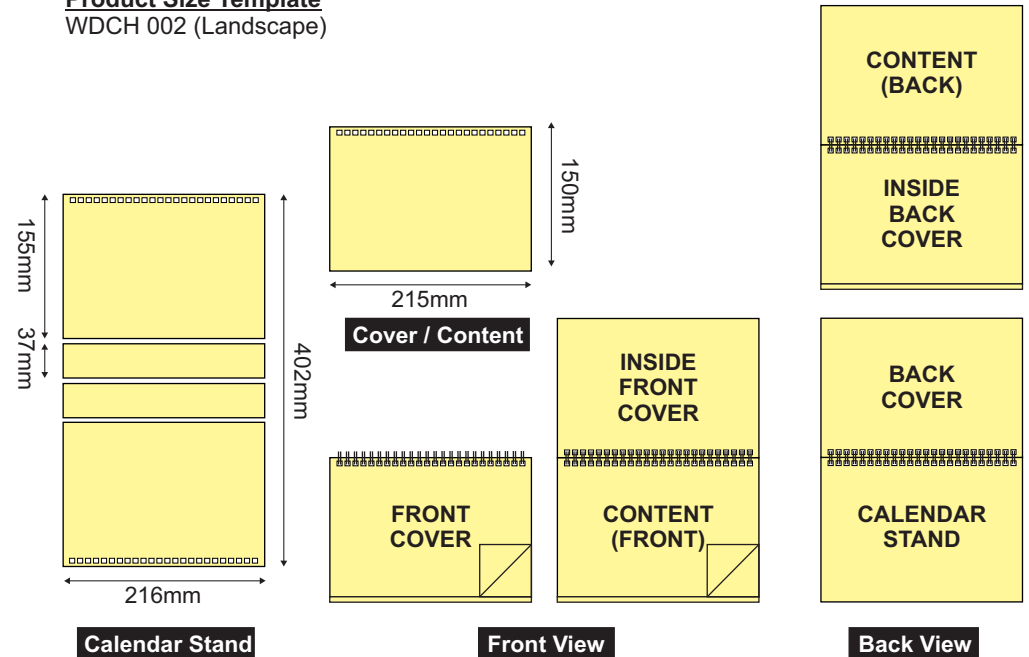 Product Size Template
WDCH 002 (Landscape)
155mm
37mm
402mm
216mm
Calendar Stand
150mm
215mm
Cover / Content
FRONT
COVER
INSIDE
FRONT
COVER
CONTENT
(FRONT)
Front View
CONTENT
(BACK)
INSIDE
BACK
COVER
BACK
COVER
CALENDAR
STAND
Back View